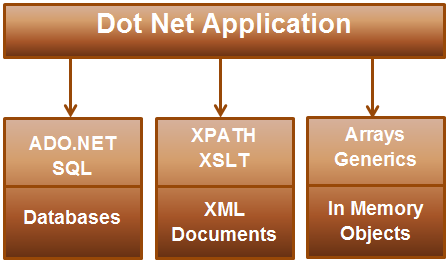 Dot Net Application
ADO.NET
SQL
Databases
XPATH
XSLT
XML
Documents
Arrays
Generics
In Memory
Objects